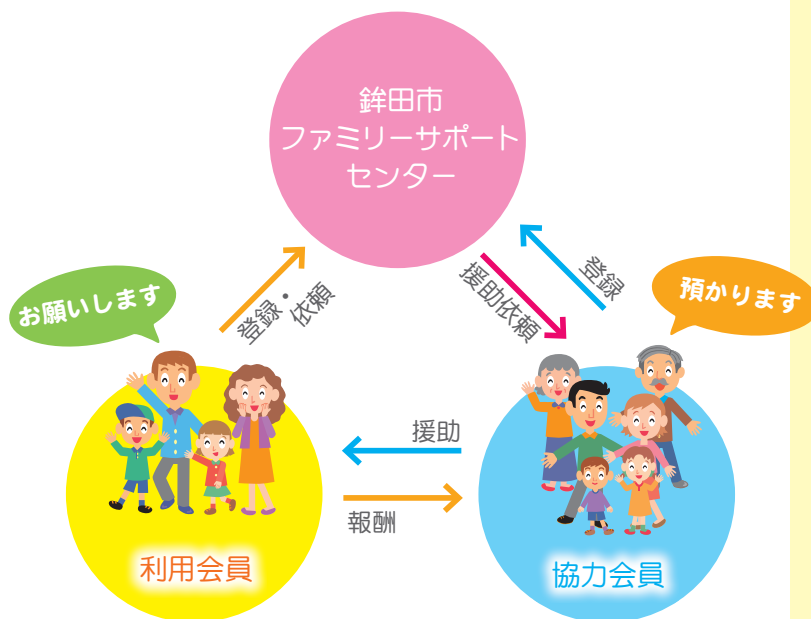 鉾田市
ファミリーサポート
センター
お願いします
登録・
依頼
援助依頼
登録
預かります
援助
報酬
利用会員
協力会員